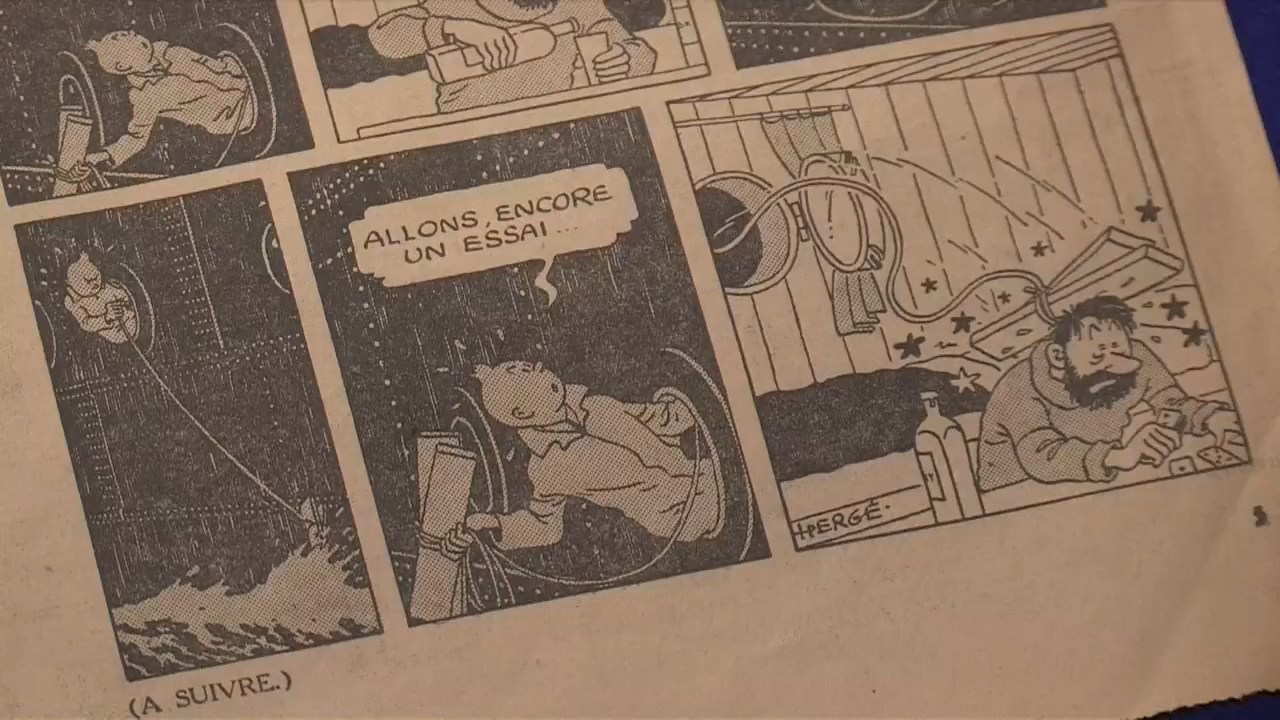 ALLONS, ENCORE
UN ESSAI...
HERGÉ.
(A SUIVRE.)